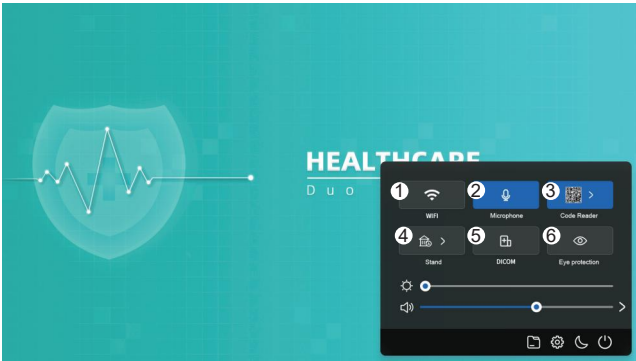 HEALTHCARE
Duo
1 2 3
WIFI Microphone Code Reader
4 5 6
Stand DICOM Eye protection